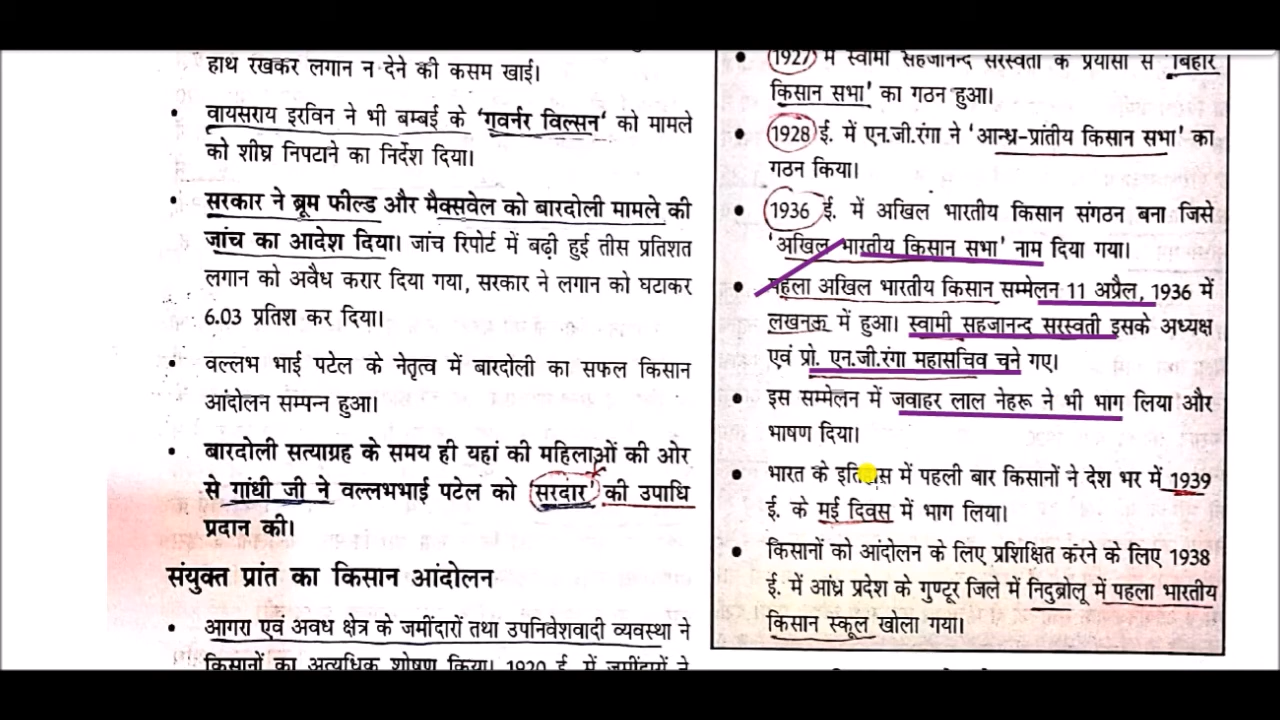 हाथ रखकर लगान न देने की कसम खाई।
• वायसराय इरविन ने भी बम्बई के 'गवर्नर विल्सन' को मामले
को शीघ्र निपटाने का निर्देश दिया।
• सरकार ने ब्रूम फील्ड और मैक्सवेल को बारदोली मामले की
जांच का आदेश दिया। जांच रिपोर्ट में बढ़ी हुई तीस प्रतिशत
लगान को अवैध करार दिया गया, सरकार ने लगान को घटाकर
6.03 प्रतिश कर दिया।
• वल्लभ भाई पटेल के नेतृत्व में बारदोली का सफल किसान
आंदोलन सम्पन्न हुआ।
• बारदोली सत्याग्रह के समय ही यहां की महिलाओं की ओर
से गांधी जी ने वल्लभभाई पटेल को 'सरदार' की उपाधि
प्रदान की।
संयुक्त प्रांत का किसान आंदोलन
• आगरा एवं अवध क्षेत्र के जमींदारों तथा उपनिवेशवादी व्यवस्था ने
किसानों का अत्यधिक शोषण किया। 1920 ई. में जमींदारों ने
• 1927 में स्वामी सहजानन्द सरस्वती के प्रयासों से 'बिहार
किसान सभा' का गठन हुआ।
• 1928 ई. में एन.जी.रंगा ने 'आन्ध्र-प्रांतीय किसान सभा' का
गठन किया।
• 1936 ई. में अखिल भारतीय किसान संगठन बना जिसे
'अखिल भारतीय किसान सभा' नाम दिया गया।
• पहला अखिल भारतीय किसान सम्मेलन 11 अप्रैल, 1936 में
लखनऊ में हुआ। स्वामी सहजानन्द सरस्वती इसके अध्यक्ष
एवं प्रो. एन.जी.रंगा महासचिव चुने गए।
• इस सम्मेलन में जवाहर लाल नेहरू ने भी भाग लिया और
भाषण दिया।
• भारत के इतिहास में पहली बार किसानों ने देश भर में 1939
ई. के मई दिवस में भाग लिया।
• किसानों को आंदोलन के लिए प्रशिक्षित करने के लिए 1938
ई. में आंध्र प्रदेश के गुण्टूर जिले में निदुब्रोलू में पहला भारतीय
किसान स्कूल खोला गया।